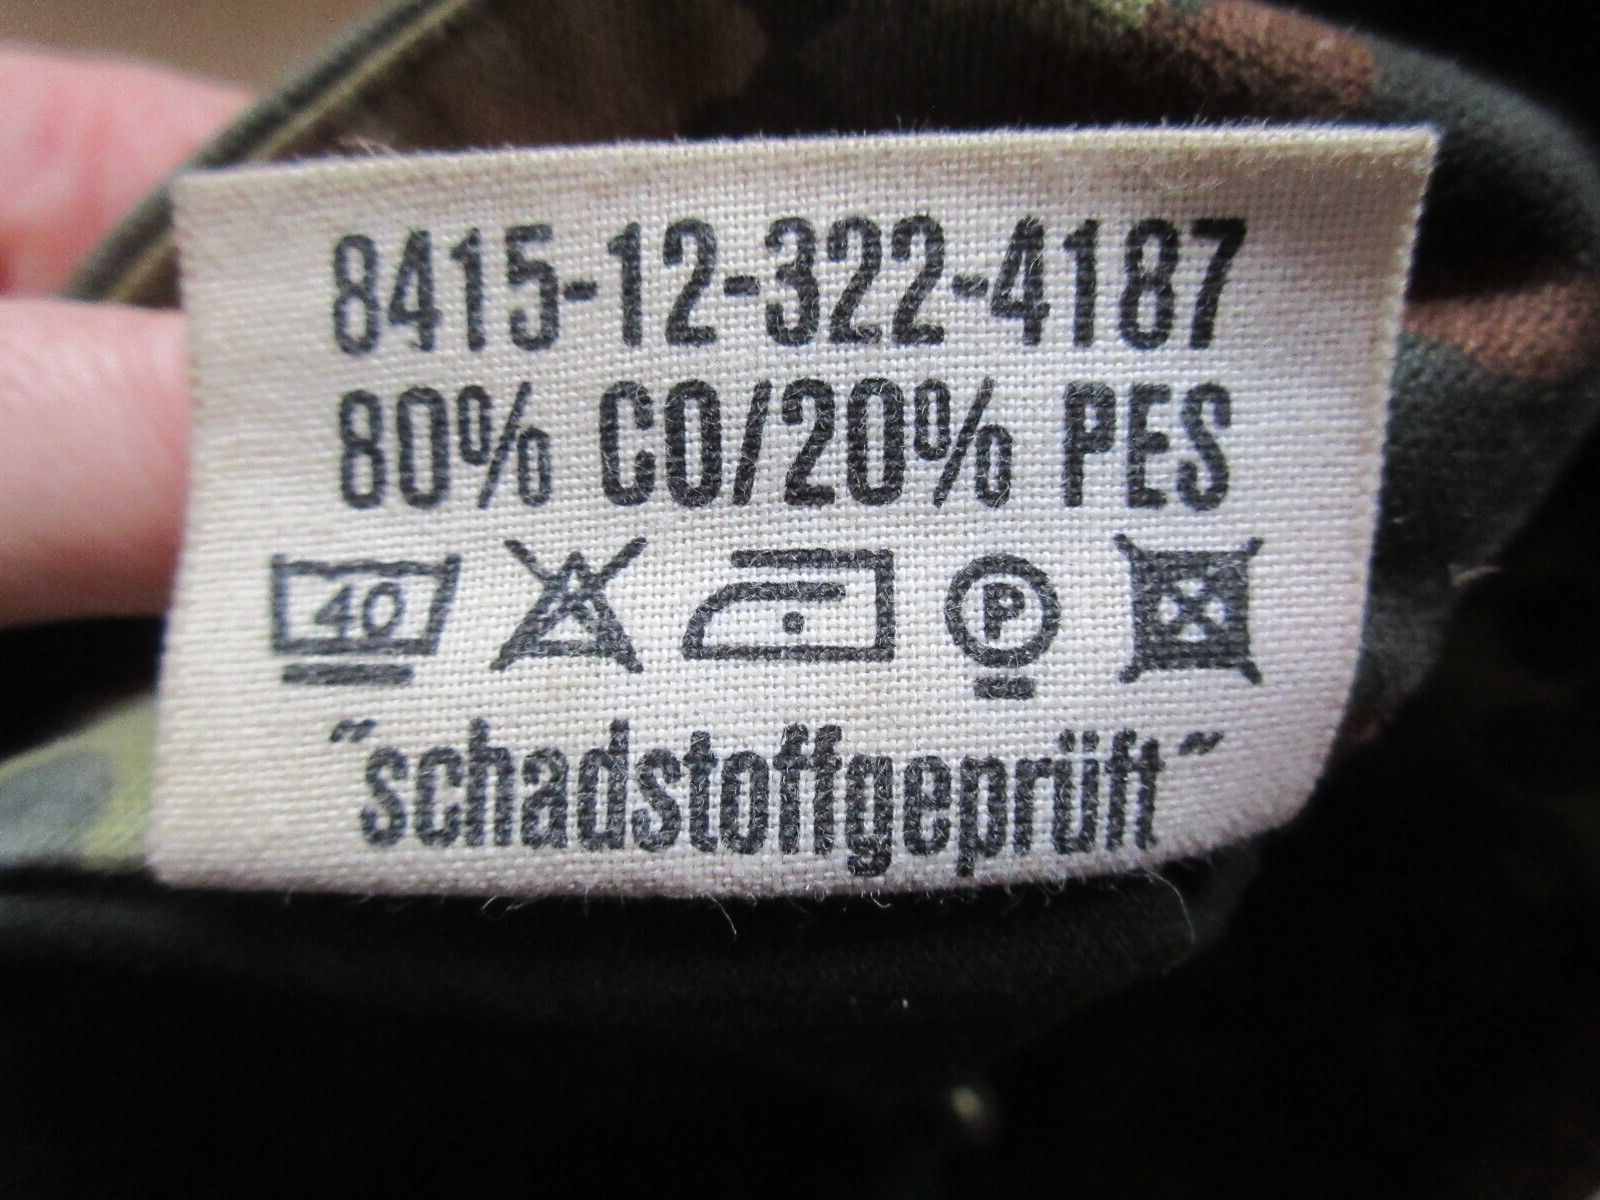 8415-12-322-4187
80% CO/20% PES
40 P
"schadstoffgeprüft"